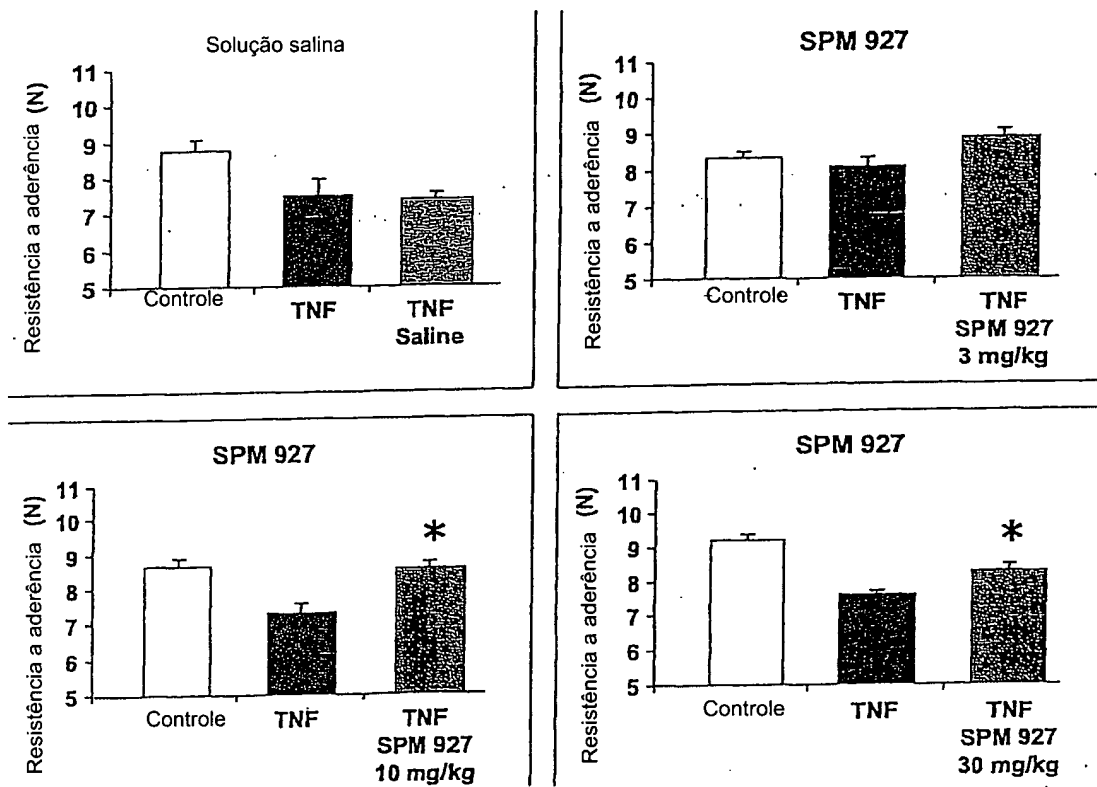 Solução salina
Resistência a aderência (N)
11
10
9
8
7
6
5
Controle
TNF
TNF
Saline
SPM 927
Resistência a aderência (N)
11
10
9
8
7
6
5
Controle
TNF
TNF
SPM 927
3 mg/kg
SPM 927
Resistência a aderência (N)
11
10
9
8
7
6
5
*
Controle
TNF
TNF
SPM 927
10 mg/kg
SPM 927
Resistência a aderência (N)
11
10
9
8
7
6
5
*
Controle
TNF
TNF
SPM 927
30 mg/kg